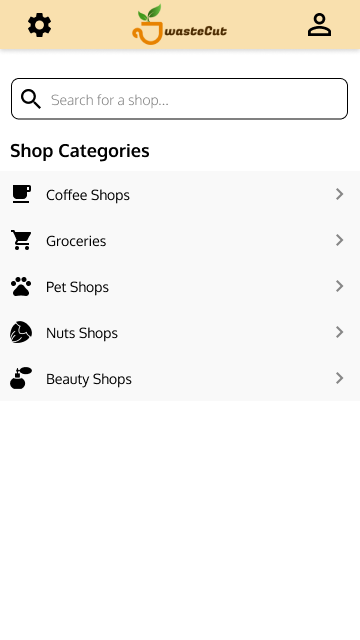 wasteCut
Search for a shop...
Shop Categories
Coffee Shops
Groceries
Pet Shops
Nuts Shops
Beauty Shops